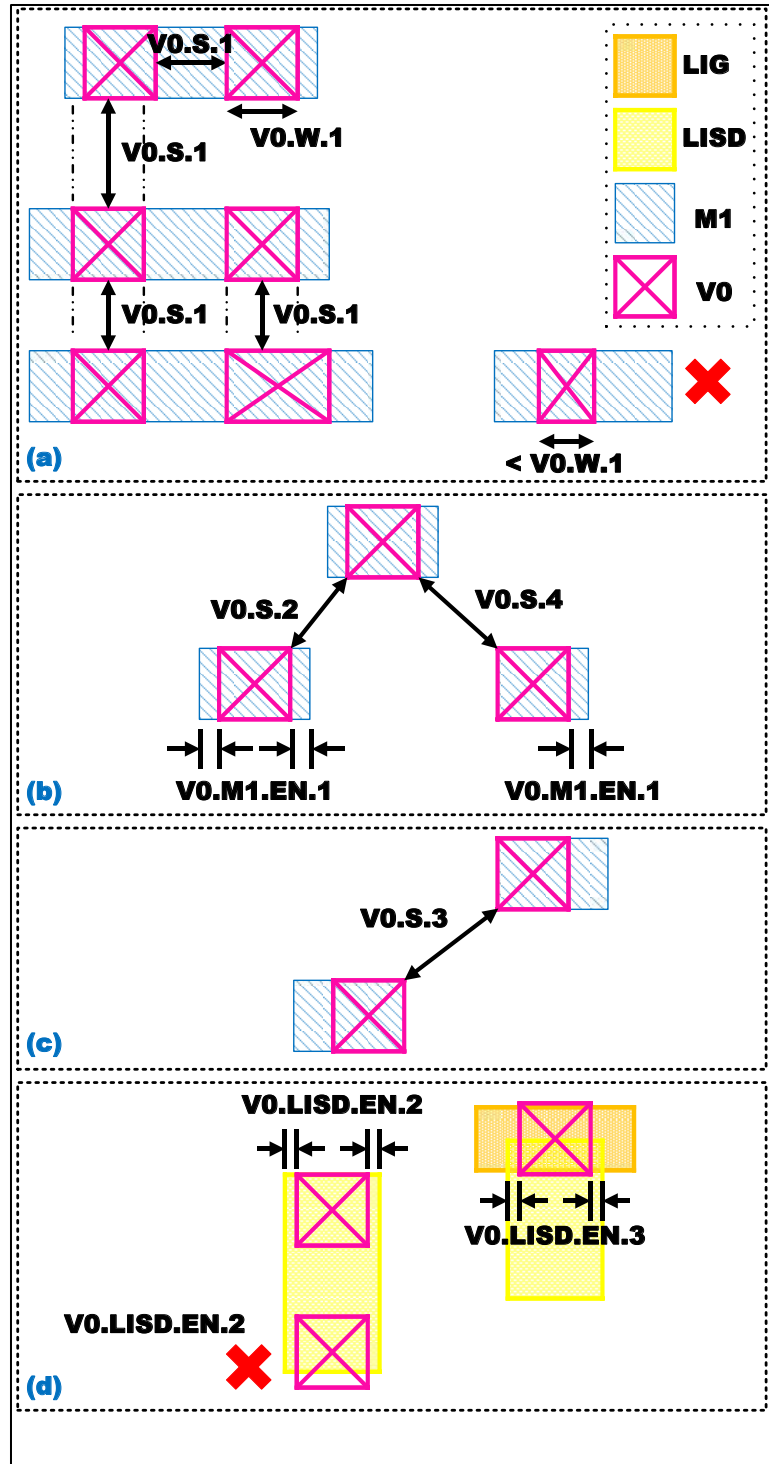 V0.S.1
V0.W.1
V0.S.1
V0.S.1
V0.S.1
< V0.W.1
(a)
LIG
LISD
M1
V0
V0.S.2
V0.S.4
V0.M1.EN.1
V0.M1.EN.1
(b)
V0.S.3
(c)
V0.LISD.EN.2
V0.LISD.EN.3
V0.LISD.EN.2
(d)